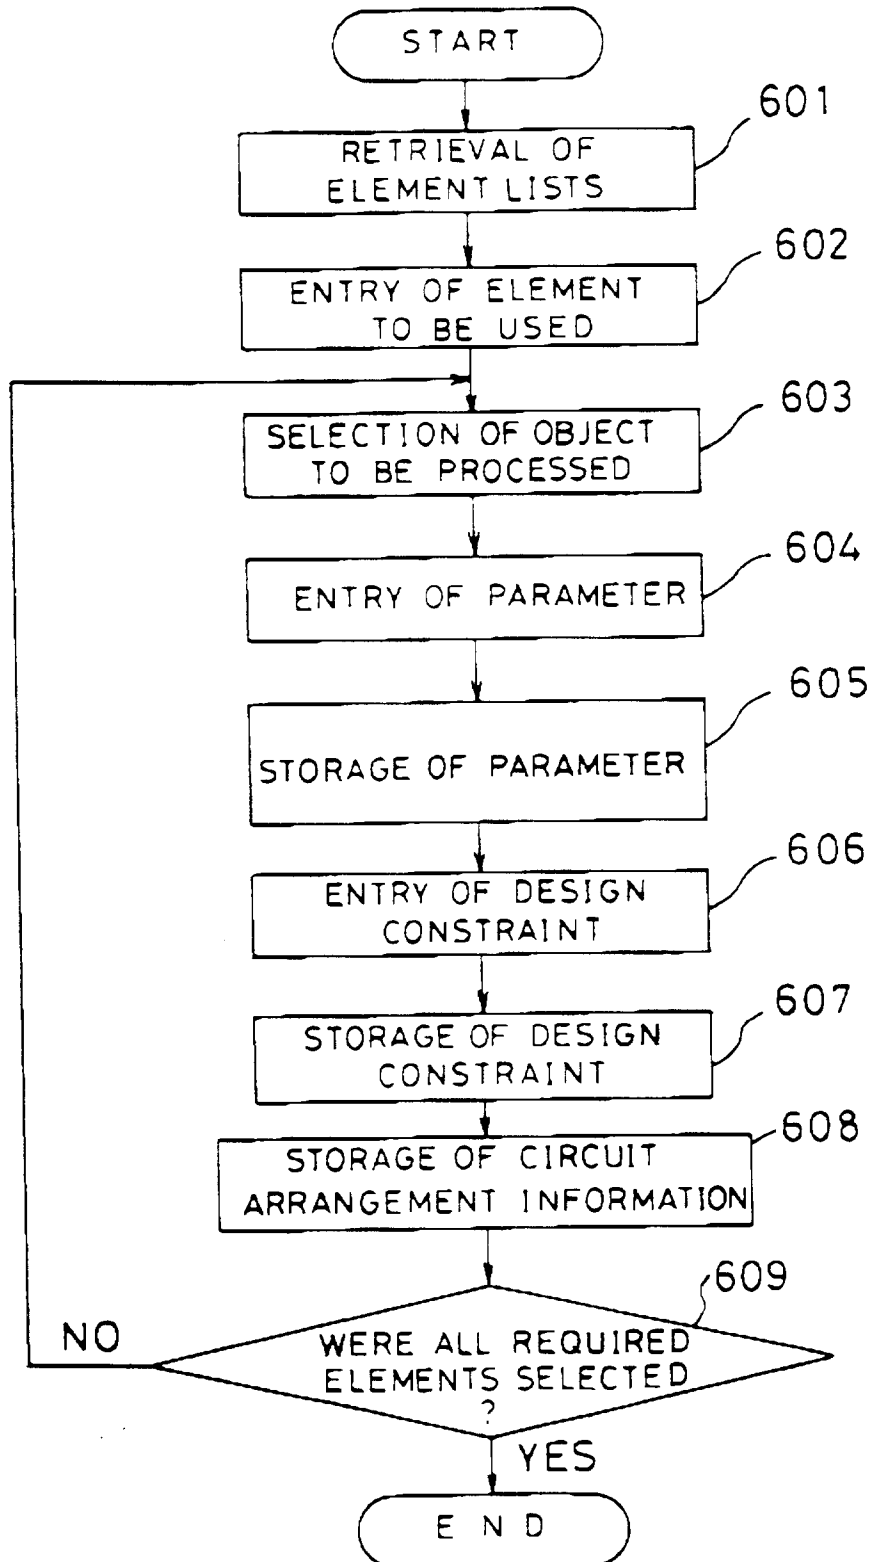 START
601
RETRIEVAL OF
ELEMENT LISTS
602
ENTRY OF ELEMENT
TO BE USED
603
SELECTION OF OBJECT
TO BE PROCESSED
604
ENTRY OF PARAMETER
605
STORAGE OF PARAMETER
606
ENTRY OF DESIGN
CONSTRAINT
607
STORAGE OF DESIGN
CONSTRAINT
608
STORAGE OF CIRCUIT
ARRANGEMENT INFORMATION
609
NO
WERE ALL REQUIRED
ELEMENTS SELECTED
?
YES
END